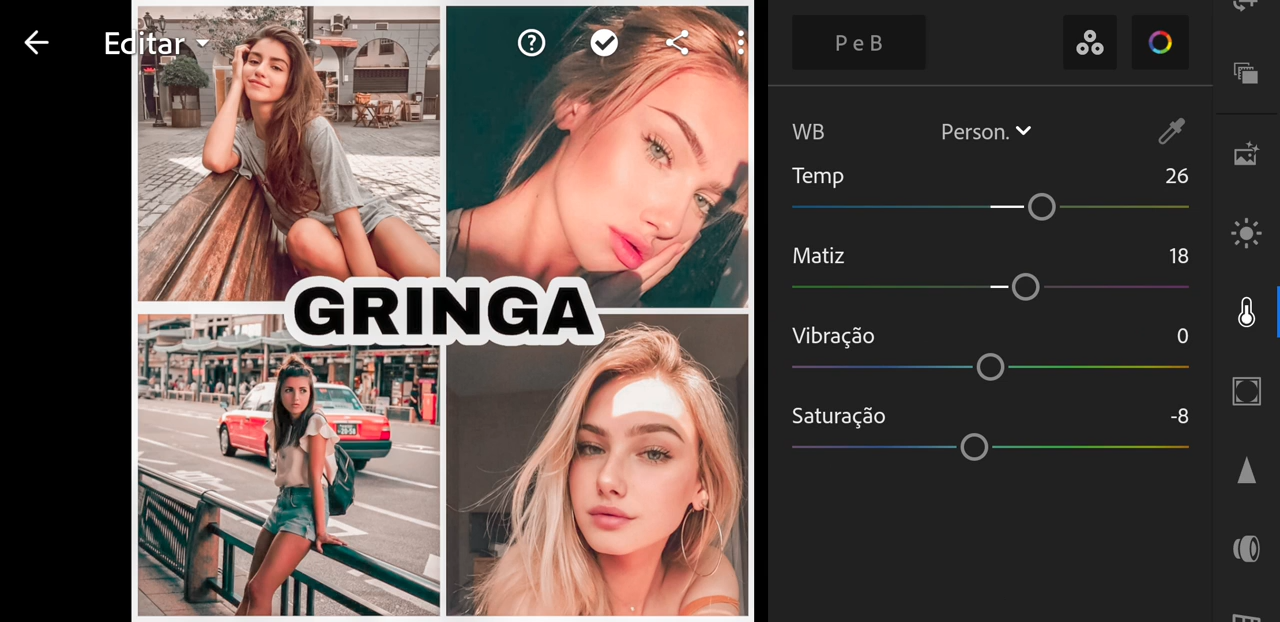 Editar
P e B
WB
Person.
Temp
26
Matiz
18
Vibração
0
Saturação
-8
GRINGA